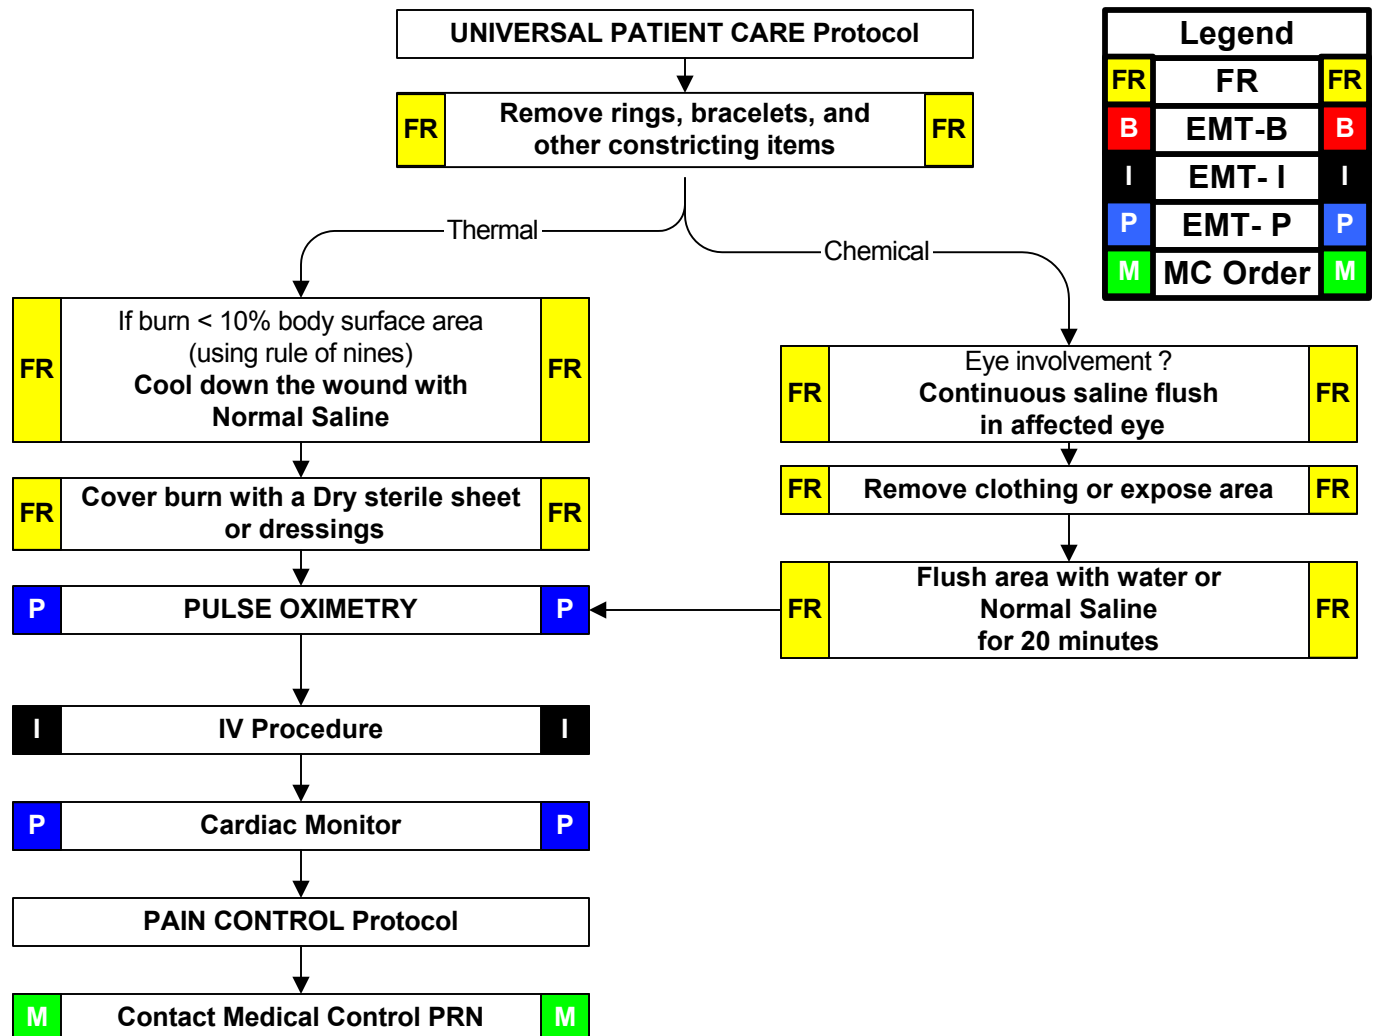 UNIVERSAL PATIENT CARE Protocol
Legend
FR FR FR
B EMT-B B
I EMT- I I
P EMT- P P
M MC Order M
FR Remove rings, bracelets, and FR
other constricting items
Thermal
Chemical
FR If burn < 10% body surface area FR
(using rule of nines)
Cool down the wound with
Normal Saline
FR Eye involvement ? FR
Continuous saline flush
in affected eye
FR Cover burn with a Dry sterile sheet FR
or dressings
FR Remove clothing or expose area FR
P PULSE OXIMETRY P
FR Flush area with water or FR
Normal Saline
for 20 minutes
I IV Procedure I
P Cardiac Monitor P
PAIN CONTROL Protocol
M Contact Medical Control PRN M